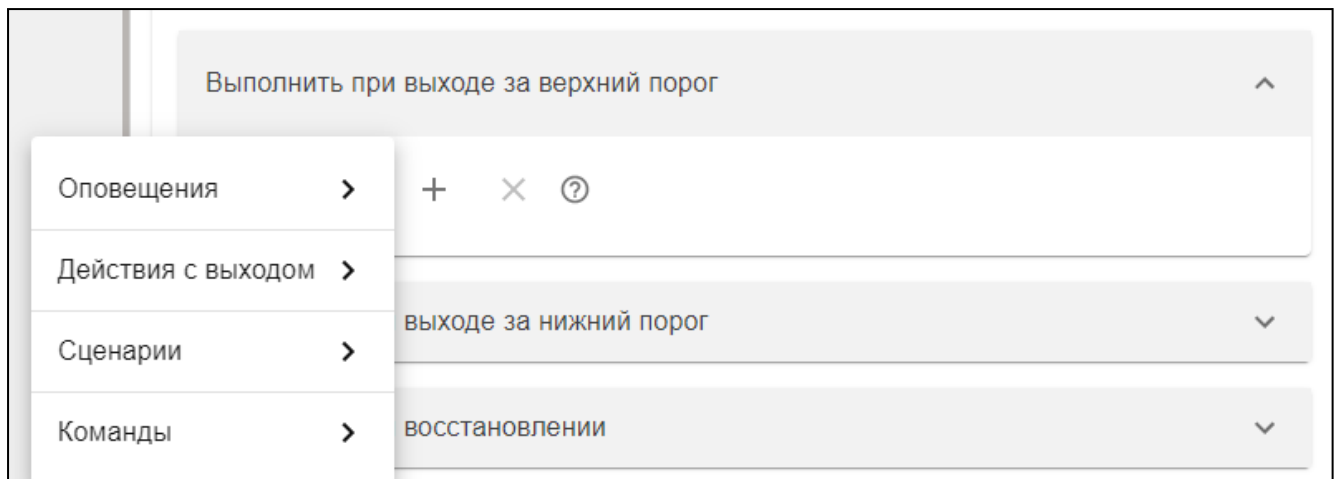 Выполнить при выходе за верхний порог
Оповещения
Действия с выходом
выходе за нижний порог
Сценарии
Команды
восстановлении